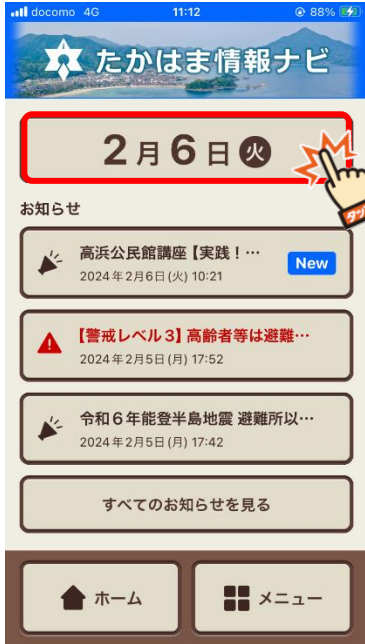 docomo 4G 11:12 88%
たかはま情報ナビ
2月6日火
お知らせ
高浜公民館講座【実践！…
2024年2月6日(火) 10:21
New
【警戒レベル3】高齢者等は避難…
2024年2月5日(月) 17:52
令和6年能登半島地震 避難所以…
2024年2月5日(月) 17:42
すべてのお知らせを見る
ホーム
メニュー